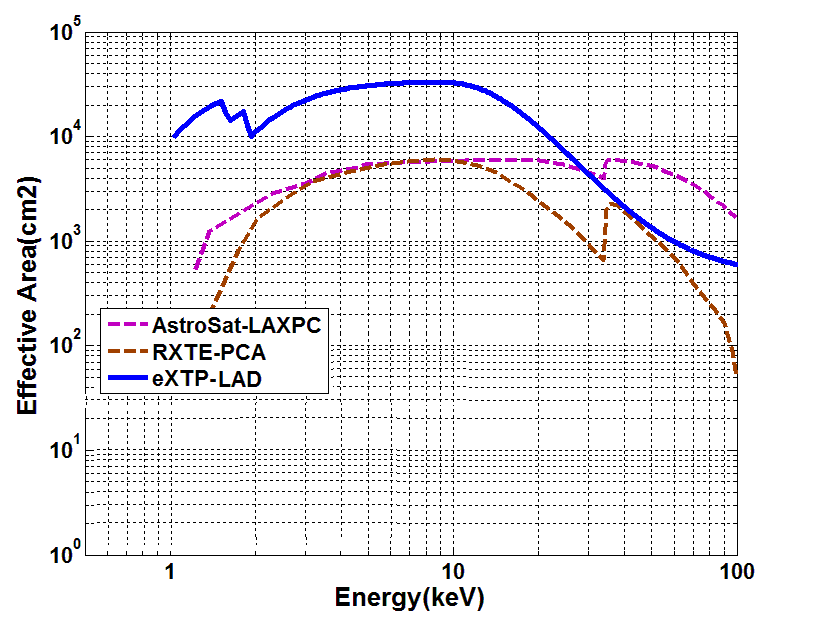 10^5
10^4
10^3
10^2
10^1
10^0
Effective Area(cm2)
AstroSat-LAXPC
RXTE-PCA
eXTP-LAD
1
10
100
Energy(keV)